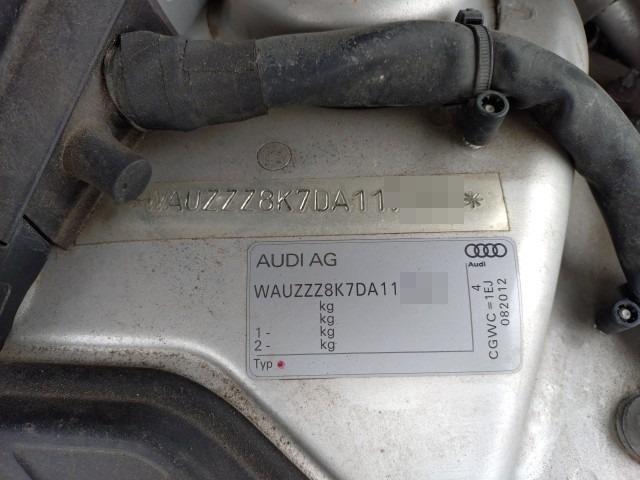 WAUZZZ8K7DA11
*
AUDI AG
Audi
WAUZZZ8K7DA11
kg
kg
1 - kg
2 - kg
Typ
4
CGWC =1EJ
082012